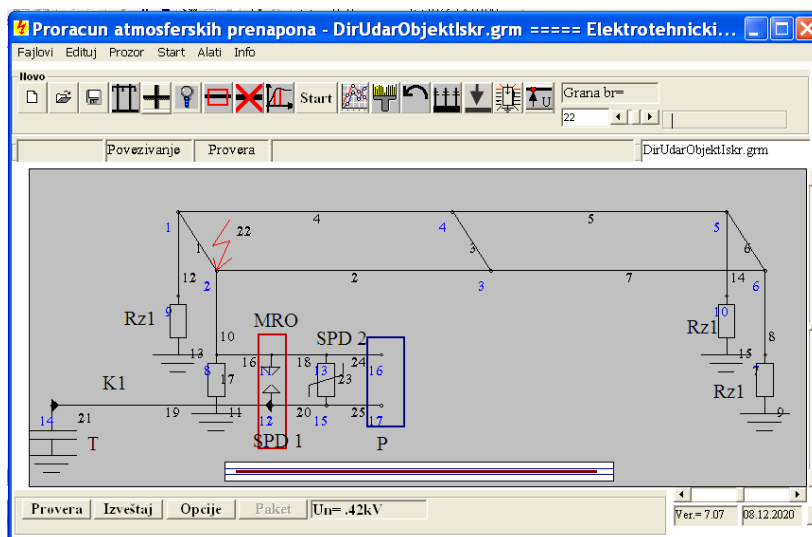 Proracun atmosferskih prenapona - DirUdarObjektIskr.grm ===== Elektrotehnicki...
Fajlovi Edituj Prozor Start Alati Info
Novo
Start
Grana br=
22
Povezivanje Provera DirUdarObjektIskr.grm
1 4 4 5 5
1 22 3 6
12 2 2 3 7 14 6
9 10
Rz1 10 MRO SPD 2 Rz1 8
13 16 18 24 15
8 17 11 13 23 16 7
K1 Rz1
14 21 19 11 12 20 15 25 17 9
T SPD 1 P
Provera Izveštaj Opcije Paket Un= .42kV
Ver.= 7.07 08.12.2020